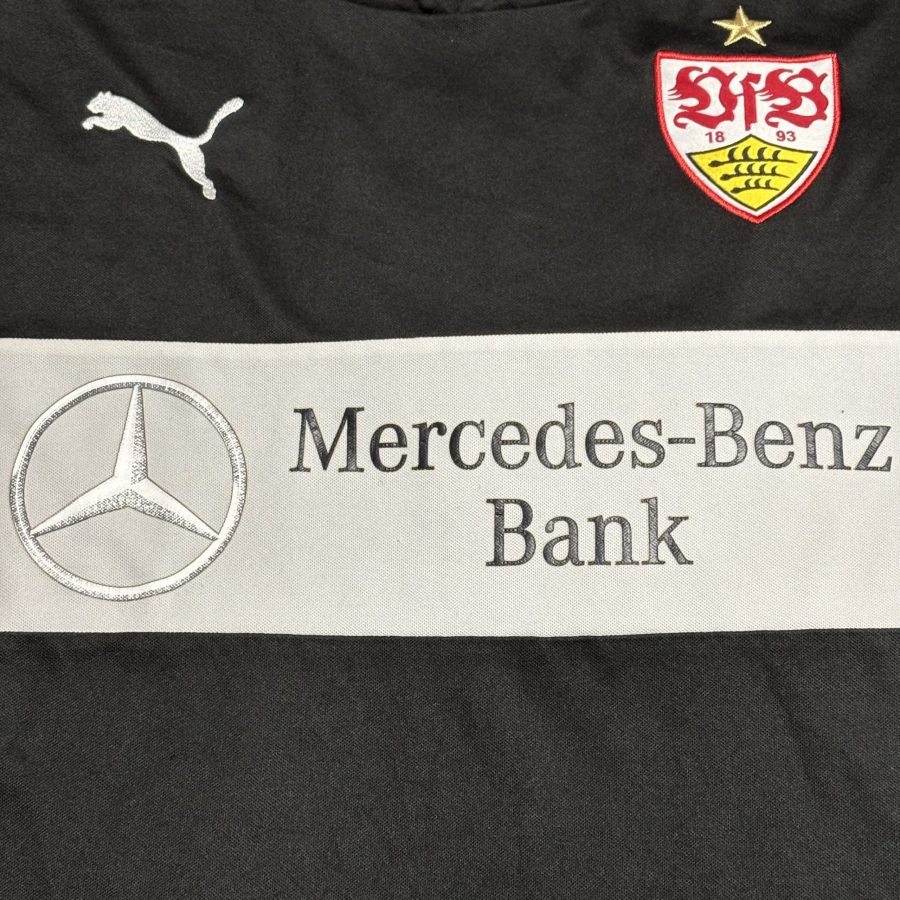 VfB
18 93
Mercedes-Benz
Bank